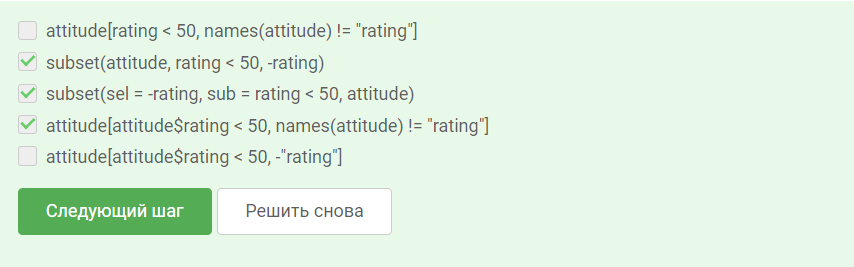 attitude[rating < 50, names(attitude) != "rating"]
subset(attitude, rating < 50, -rating)
subset(sel = -rating, sub = rating < 50, attitude)
attitude[attitude$rating < 50, names(attitude) != "rating"]
attitude[attitude$rating < 50, -"rating"]
Следующий шаг Решить снова